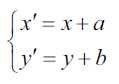 x' = x + a
y' = y + b